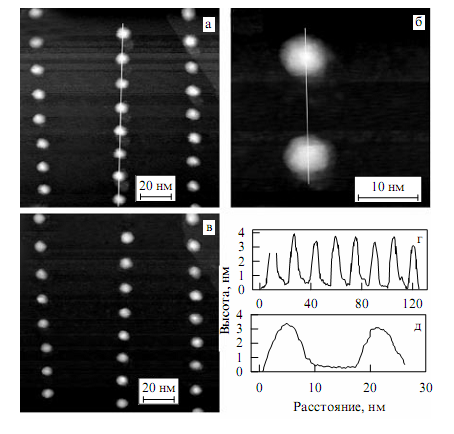 а
20 нм
б
10 нм
в
20 нм
Высота, нм
4
3
2
1
0
г
0
40
80
120
4
3
2
1
0
д
0
10
20
30
Расстояние, нм